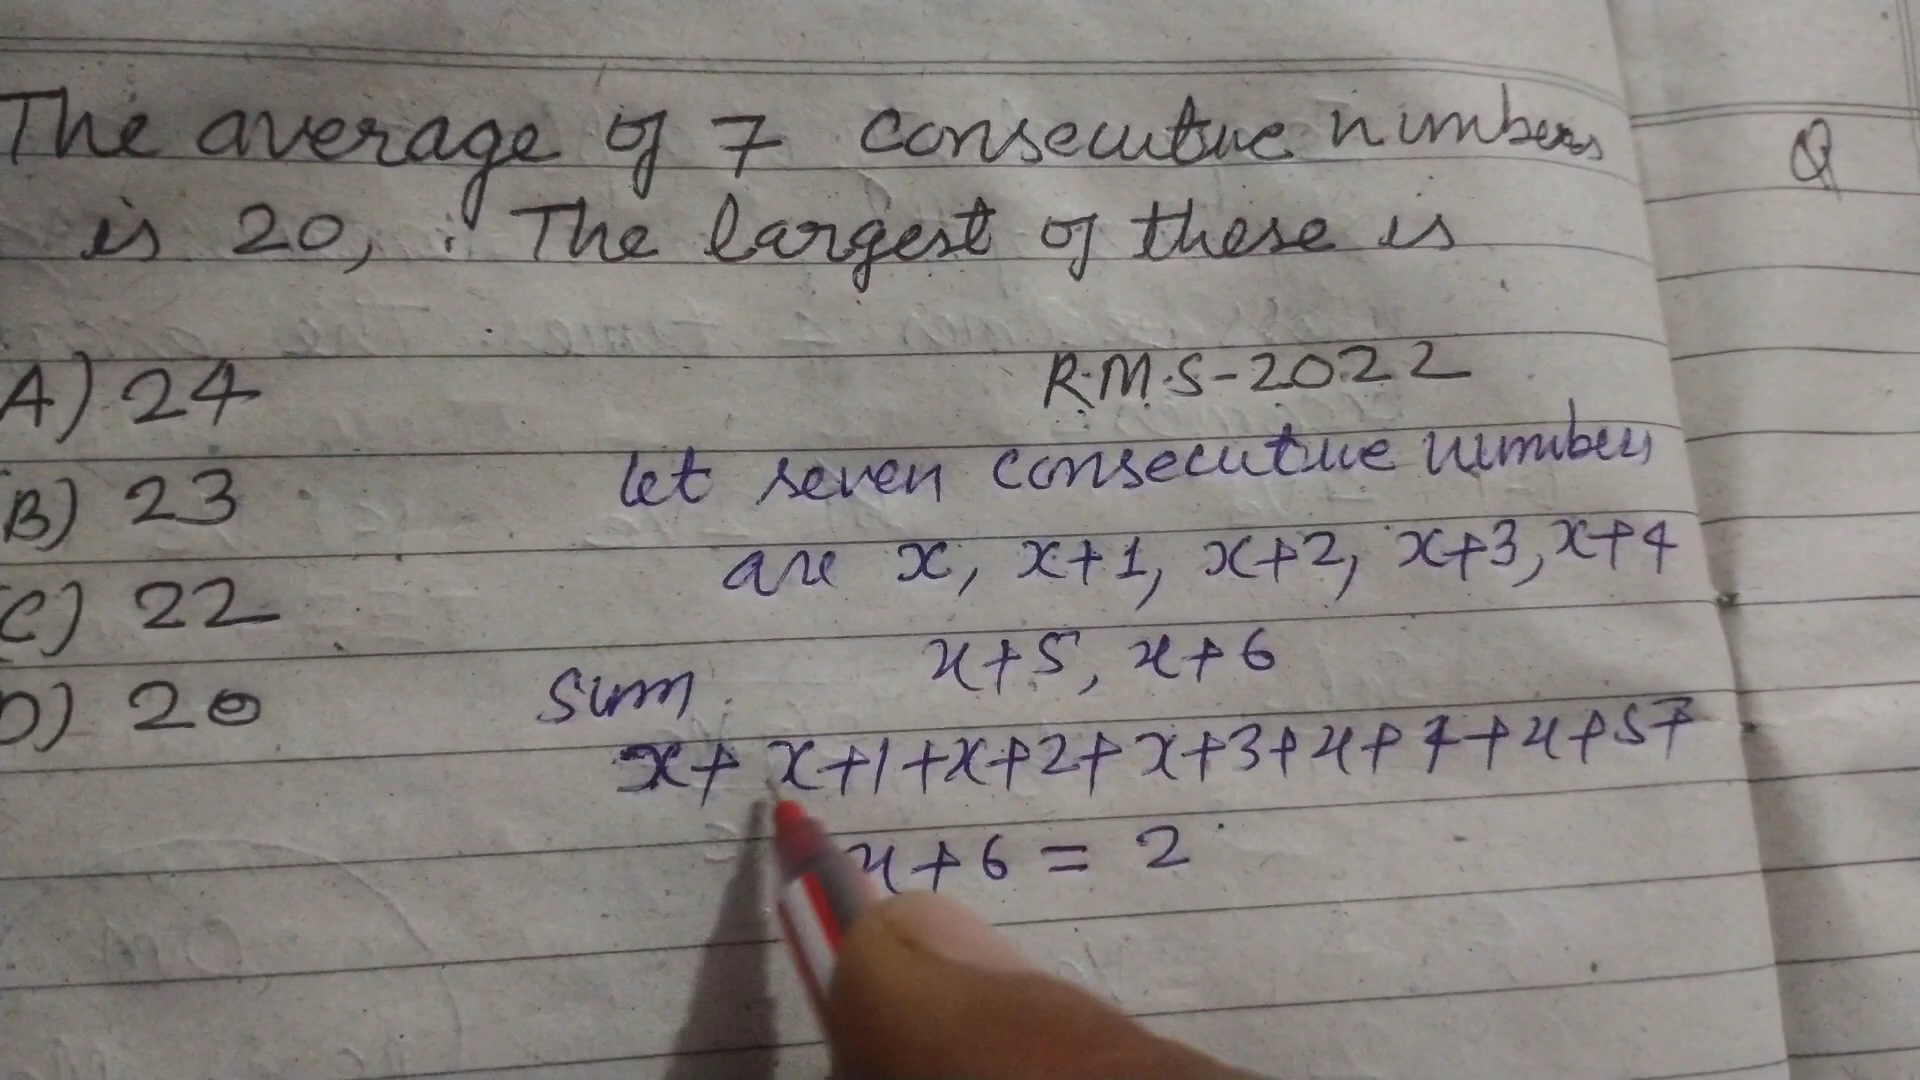 The average of 7 consecutive numbers
Q
is 20, The largest of these is
A) 24
R.M.S-2022
B) 23
let seven consecutive numbers
are x, x+1, x+2, x+3, x+4
C) 22
x+5, x+6
D) 20
Sum
x+ x+1+x+2+ x+3+x+4+x+5+
x+6 = 2